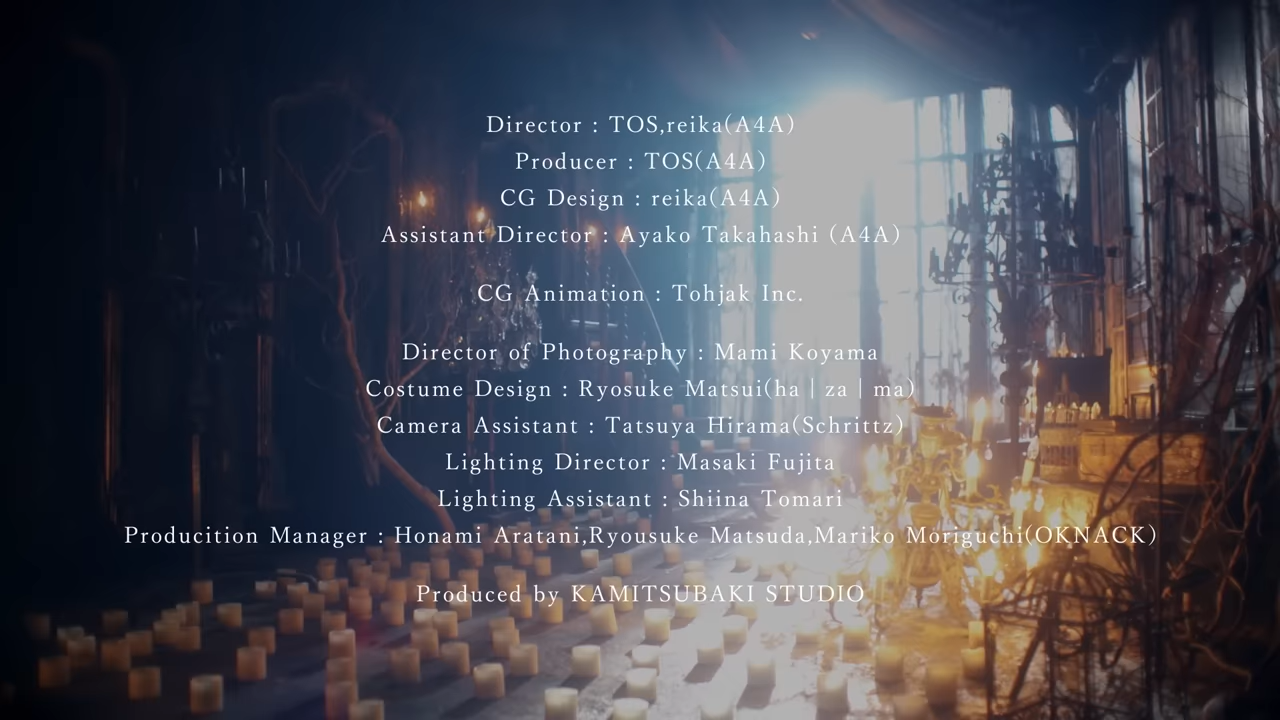 Director : TOS,reika(A4A)
Producer : TOS(A4A)
CG Design : reika(A4A)
Assistant Director : Ayako Takahashi (A4A)
CG Animation : Tohjak Inc.
Director of Photography : Mami Koyama
Costume Design : Ryosuke Matsui(ha | za | ma)
Camera Assistant : Tatsuya Hirama(Schrittz)
Lighting Director : Masaki Fujita
Lighting Assistant : Shiina Tomari
Producition Manager : Honami Aratani,Ryousuke Matsuda,Mariko Moriguchi(OKNACK)
Produced by KAMITSUBAKI STUDIO